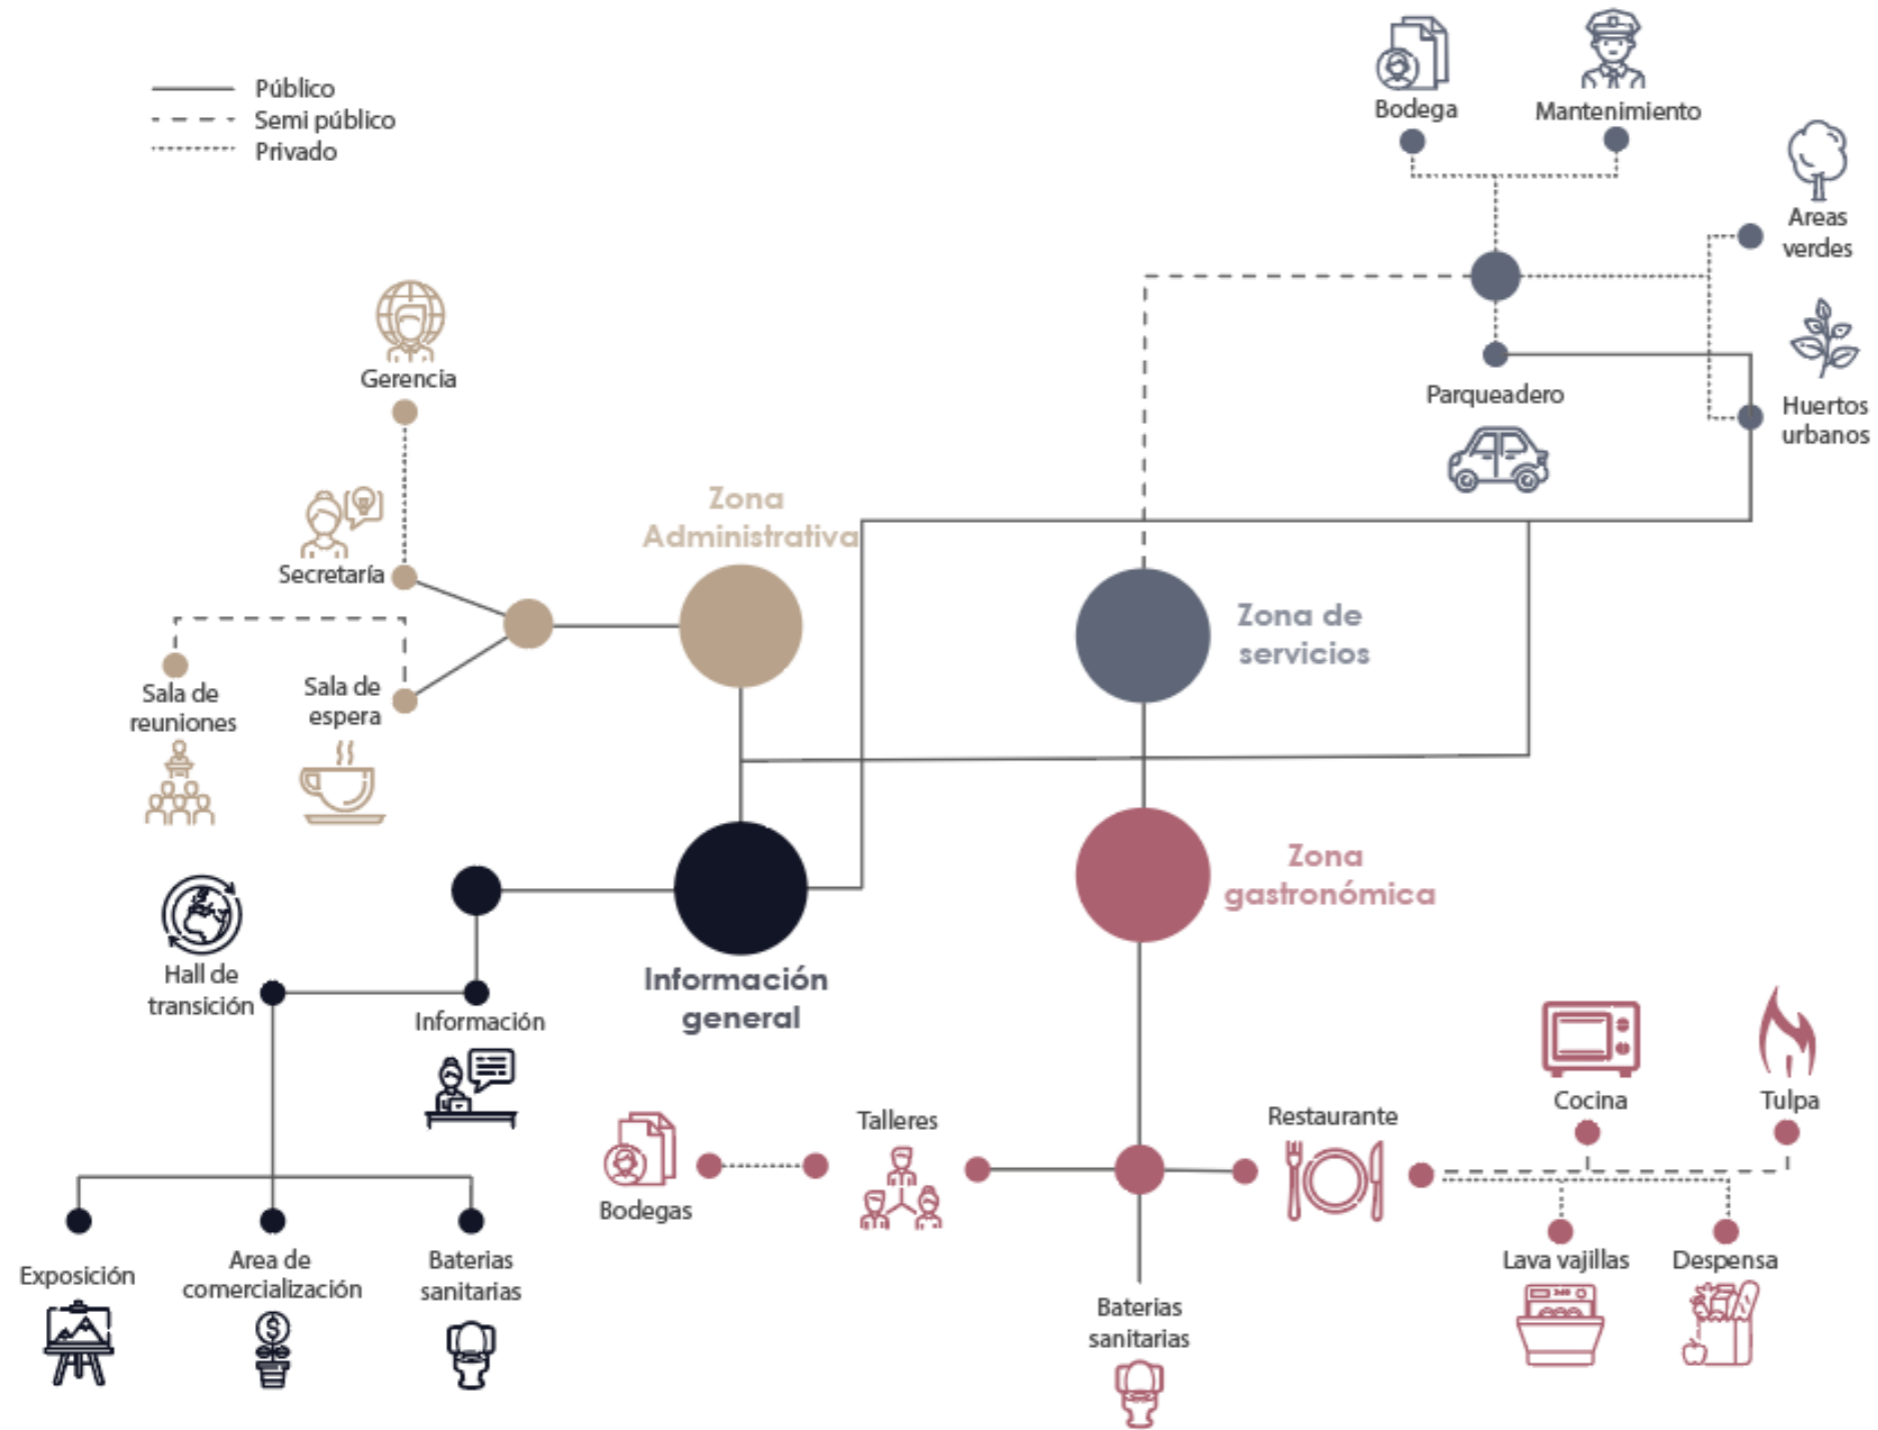 Público
Semi público
Privado
Bodega
Mantenimiento
Areas
verdes
Huertos
urbanos
Parqueadero
Gerencia
Secretaría
Sala de
reuniones
Sala de
espera
Zona
Administrativa
Zona de
servicios
Zona
gastronómica
Információn
general
Hall de
transición
Información
Exposición
Area de
comercialización
$
Baterias
sanitarias
Bodegas
Talleres
Restaurante
Cocina
Tulpa
Lava vajillas
Despensa
Baterias
sanitarias